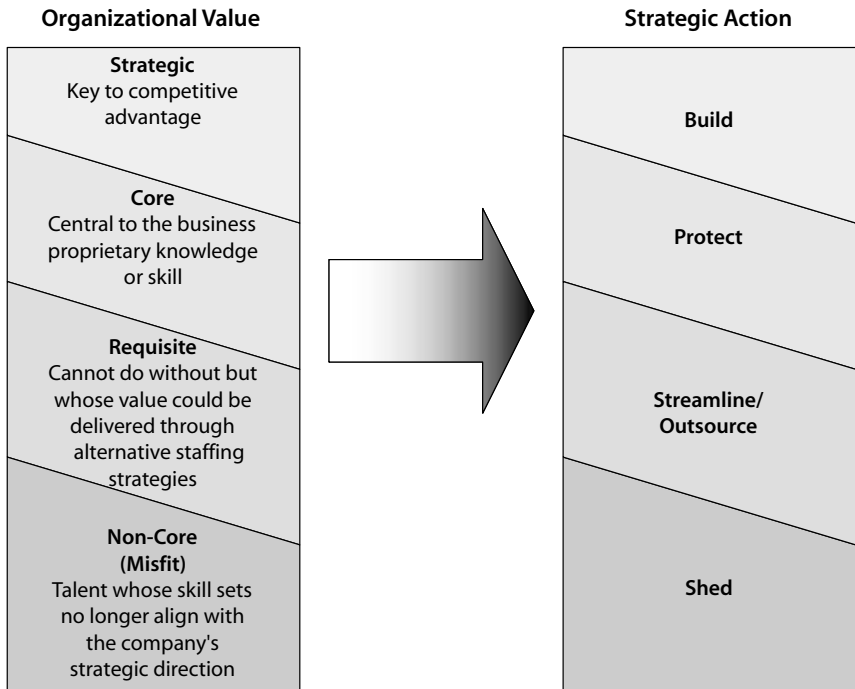 Organizational Value
Strategic
Key to competitive
advantage
Core
Central to the business
proprietary knowledge
or skill
Requisite
Cannot do without but
whose value could be
delivered through
alternative staffing
strategies
Non-Core
(Misfit)
Talent whose skill sets
no longer align with
the company's
strategic direction
Strategic Action
Build
Protect
Streamline/
Outsource
Shed